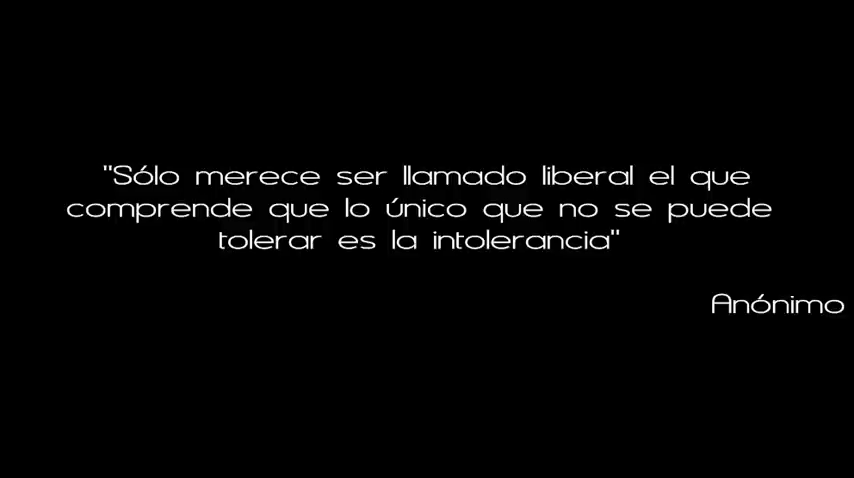 "Sólo merece ser llamado liberal el que
comprende que lo único que no se puede
tolerar es la intolerancia"
Anónimo